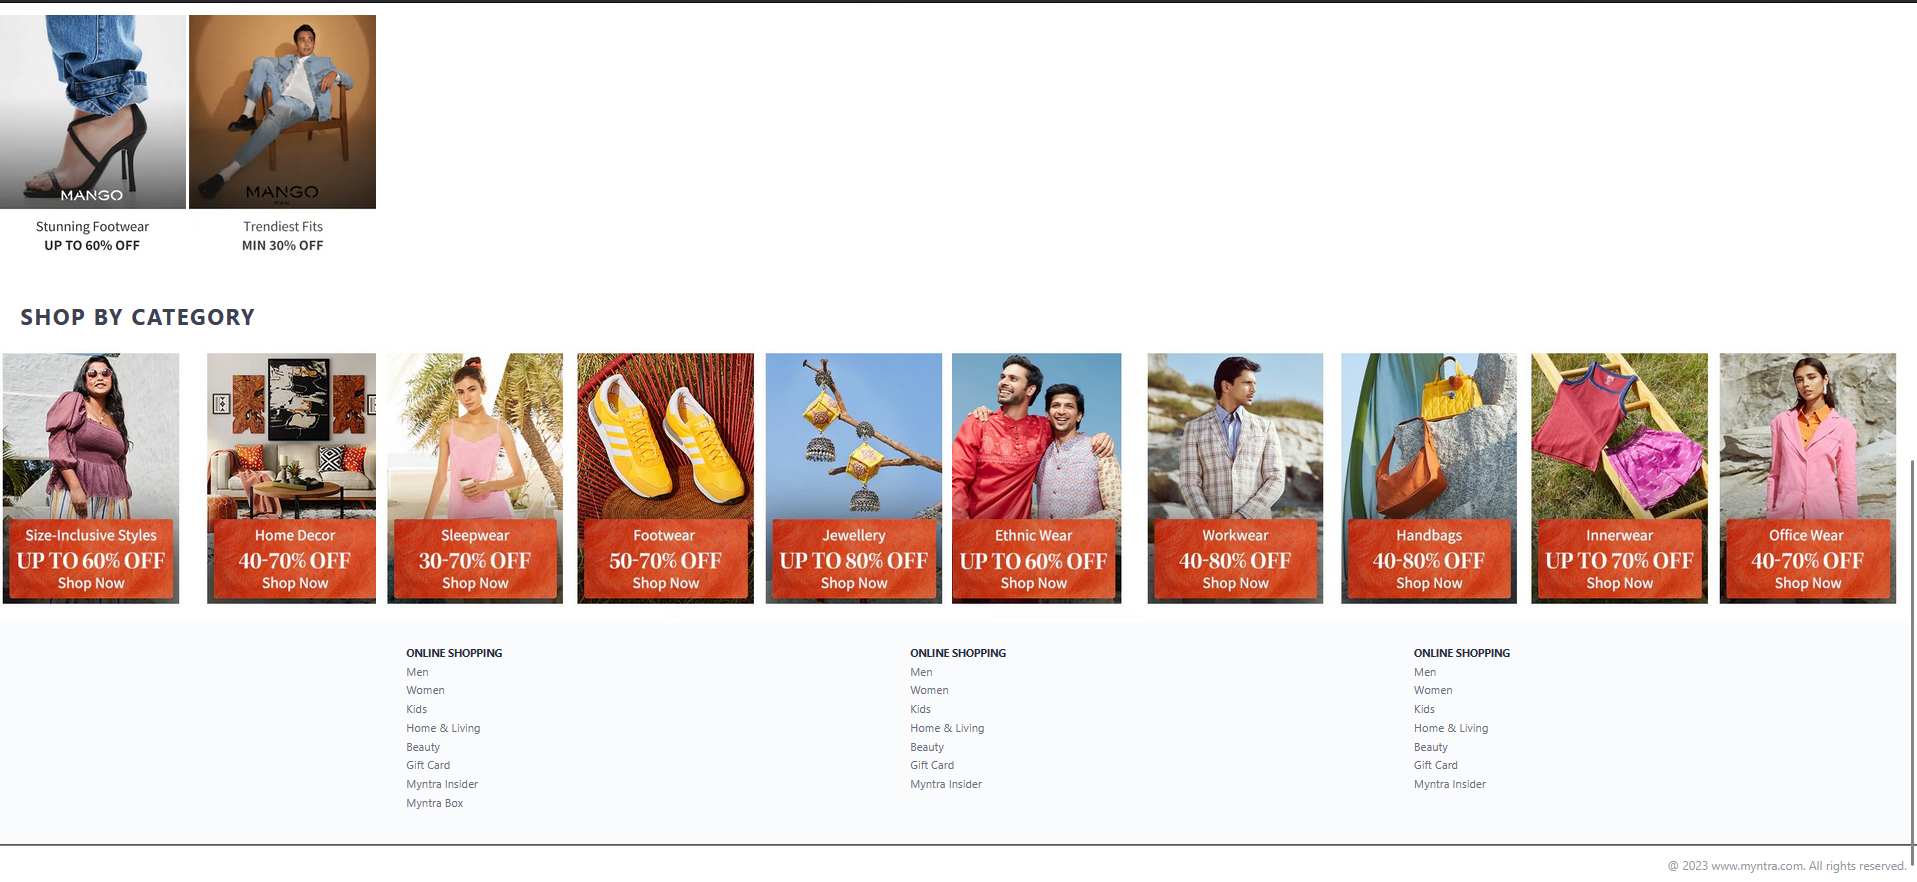 MANGO
Stunning Footwear
UP TO 60% OFF
MANGO
MAN
Trendiest Fits
MIN 30% OFF
SHOP BY CATEGORY
Size-Inclusive Styles
UP TO 60% OFF
Shop Now
Home Decor
40-70% OFF
Shop Now
Sleepwear
30-70% OFF
Shop Now
Footwear
50-70% OFF
Shop Now
Jewellery
UP TO 80% OFF
Shop Now
Ethnic Wear
UP TO 60% OFF
Shop Now
Workwear
40-80% OFF
Shop Now
Handbags
40-80% OFF
Shop Now
Innerwear
UP TO 70% OFF
Shop Now
Office Wear
40-70% OFF
Shop Now
ONLINE SHOPPING
Men
Women
Kids
Home & Living
Beauty
Gift Card
Myntra Insider
Myntra Box
ONLINE SHOPPING
Men
Women
Kids
Home & Living
Beauty
Gift Card
Myntra Insider
ONLINE SHOPPING
Men
Women
Kids
Home & Living
Beauty
Gift Card
Myntra Insider
@ 2023 www.myntra.com. All rights reserved.